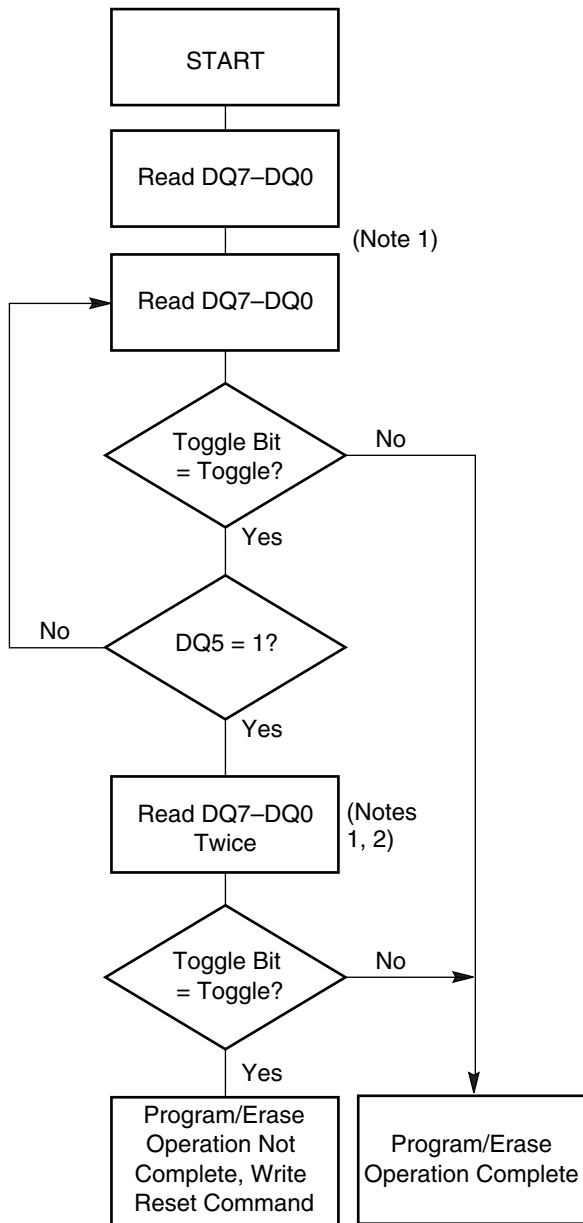 START
Read DQ7–DQ0
(Note 1)
Read DQ7–DQ0
Toggle Bit
= Toggle?
No
Yes
No
DQ5 = 1?
Yes
Read DQ7–DQ0
Twice
(Notes
1, 2)
Toggle Bit
= Toggle?
No
Yes
Program/Erase
Operation Not
Complete, Write
Reset Command
Program/Erase
Operation Complete